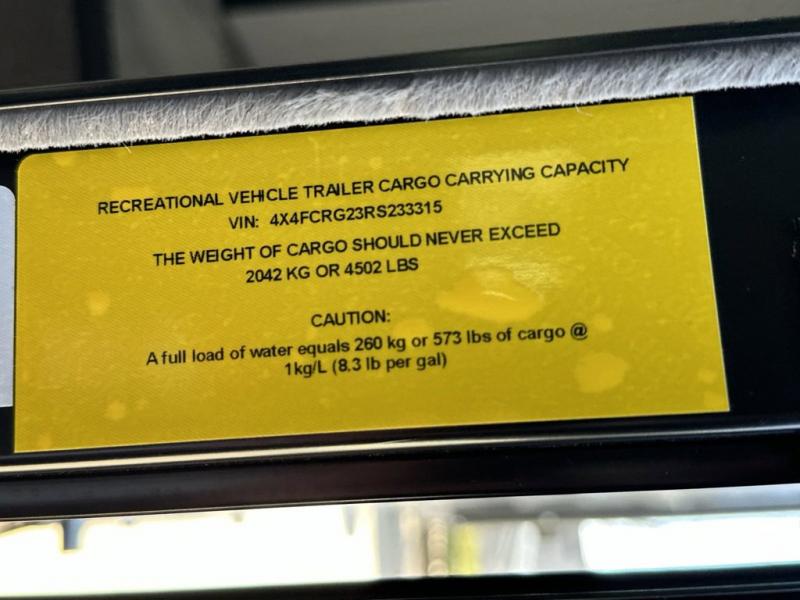 RECREATIONAL VEHICLE TRAILER CARGO CARRYING CAPACITY
VIN: 4X4FCRG23RS233315
THE WEIGHT OF CARGO SHOULD NEVER EXCEED
2042 KG OR 4502 LBS
CAUTION:
A full load of water equals 260 kg or 573 lbs of cargo @
1kg/L (8.3 lb per gal)